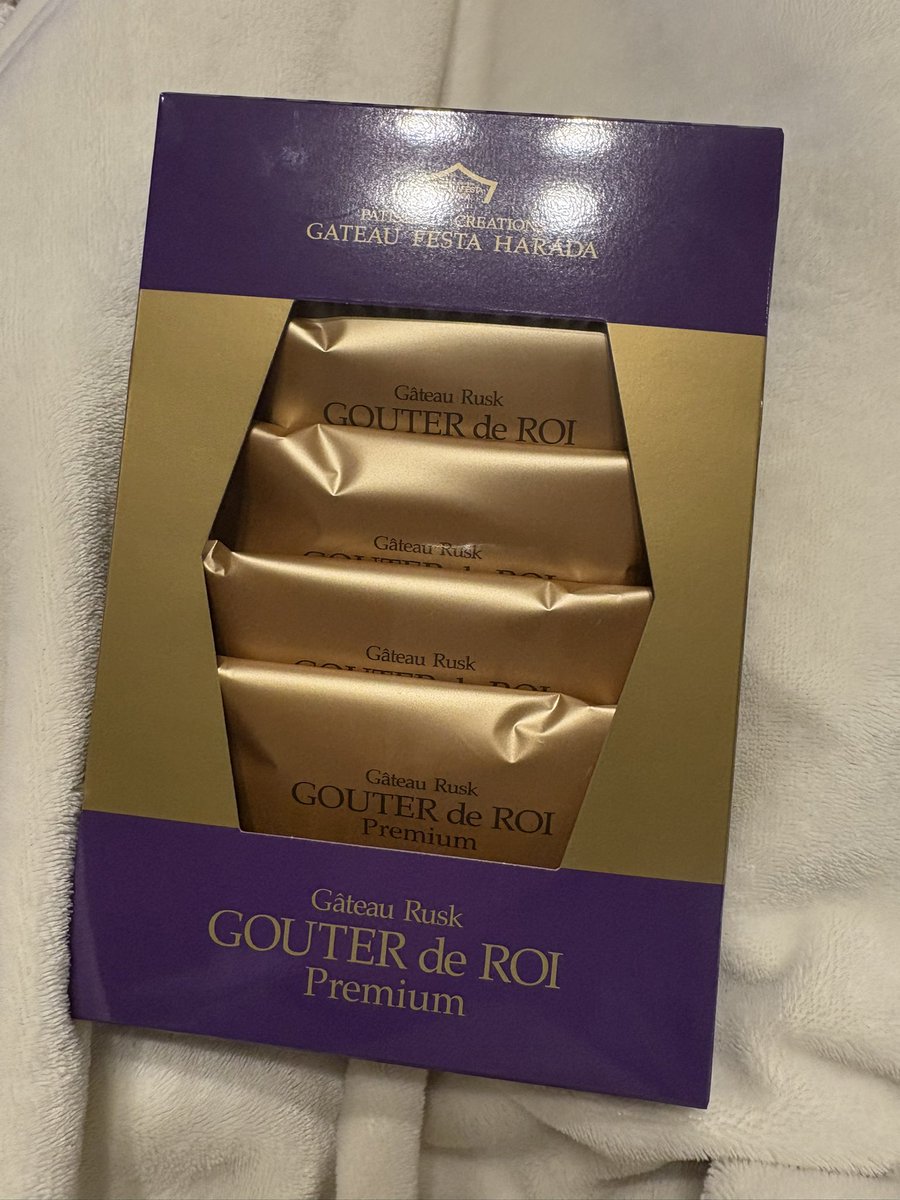 CREATIONS
GATEAU FESTA HARADA
Gâteau Rusk
GOUTER de ROI
Gâteau Rusk
Gâteau Rusk
Gâteau Rusk
GOUTER de ROI
Premium
Gâteau Rusk
GOUTER de ROI
Premium